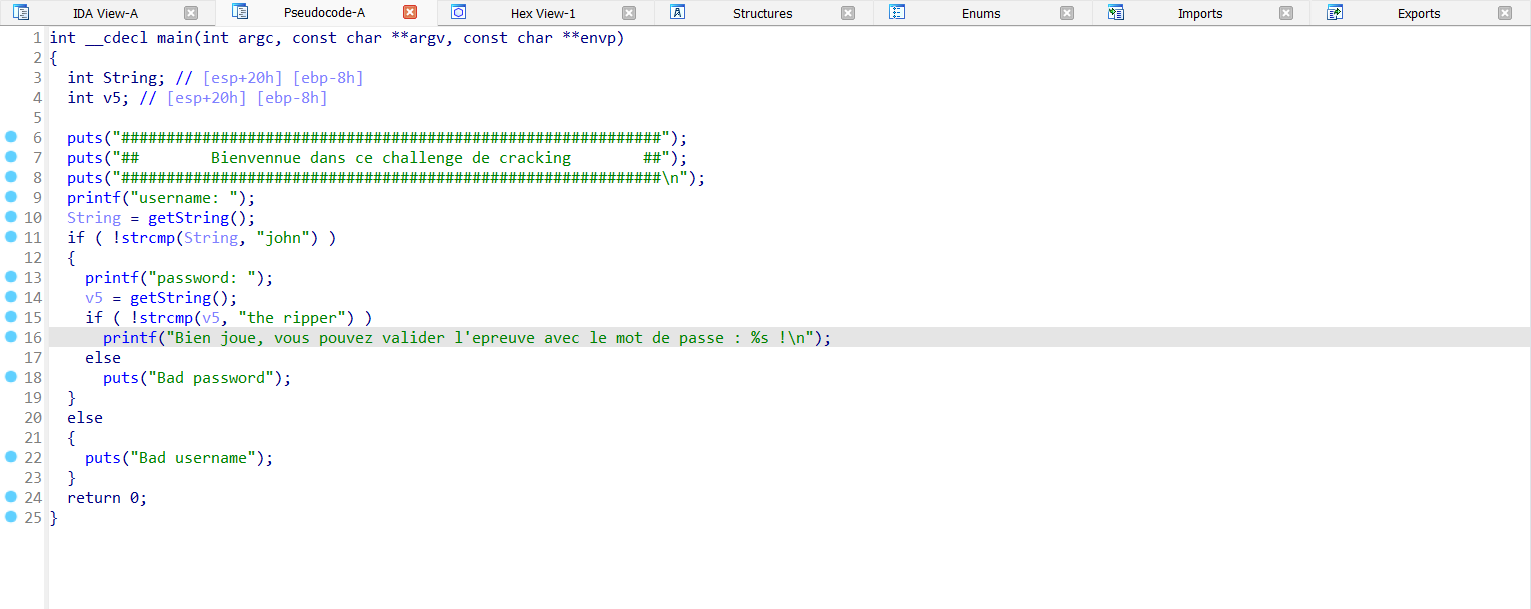 IDA View-A Pseudocode-A Hex View-1 Structures Enums Imports Exports
1 int __cdecl main(int argc, const char **argv, const char **envp)
2 {
3   int String; // [esp+20h] [ebp-8h]
4   int v5; // [esp+20h] [ebp-8h]
5
6   puts("############################################################");
7   puts("##        Bienvennue dans ce challenge de cracking        ##");
8   puts("############################################################\n");
9   printf("username: ");
10   String = getString();
11   if ( !strcmp(String, "john") )
12   {
13     printf("password: ");
14     v5 = getString();
15     if ( !strcmp(v5, "the ripper") )
16       printf("Bien joue, vous pouvez valider l'epreuve avec le mot de passe : %s !\n");
17     else
18       puts("Bad password");
19   }
20   else
21   {
22     puts("Bad username");
23   }
24   return 0;
25 }